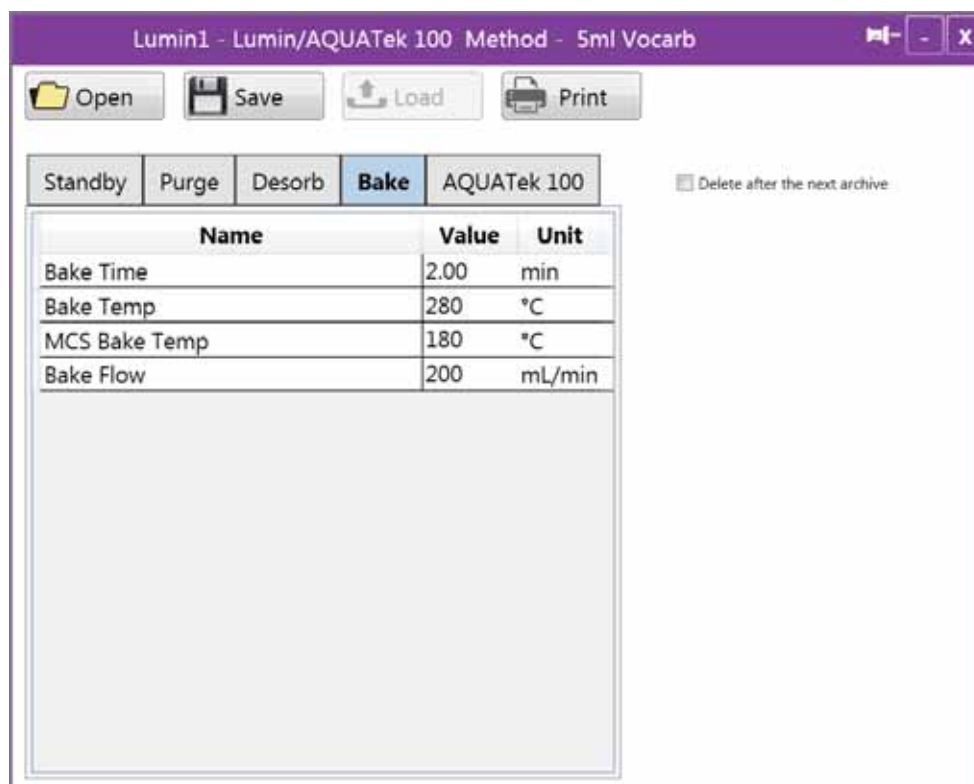 Lumin1 - Lumin/AQUATek 100 Method - 5ml Vocarb - X
Open Save Load Print
Standby Purge Desorb Bake AQUATek 100 Delete after the next archive
Name Value Unit
Bake Time 2.00 min
Bake Temp 280 °C
MCS Bake Temp 180 °C
Bake Flow 200 mL/min